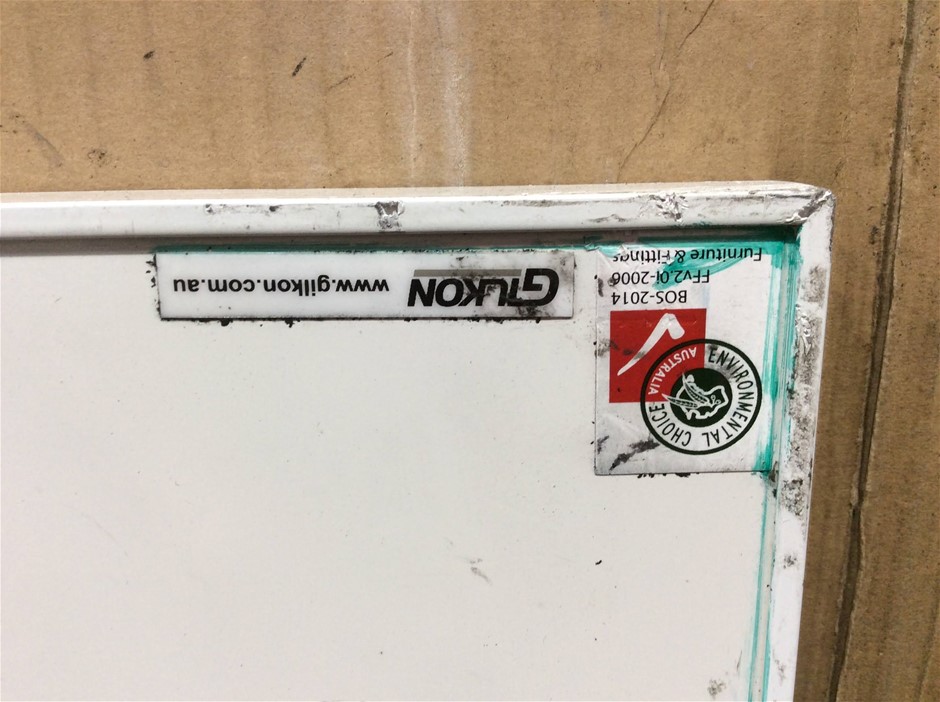 GILKON www.gilkon.com.au
ENVIRONMENTAL CHOICE
AUSTRALIA
BOS-2014
FFv2.0i-2006
Furniture & Fittings